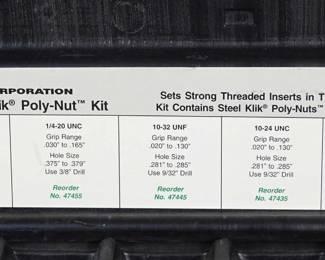 RPORATION
Klik® Poly-Nut™ Kit
Sets Strong Threaded Inserts in T
Kit Contains Steel Klik® Poly-Nuts™
1/4-20 UNC
Grip Range
.030" to .165"
Hole Size
.375" to .379"
Use 3/8" Drill
Reorder
No. 47455
10-32 UNF
Grip Range
.020" to .130"
Hole Size
.281" to .285"
Use 9/32" Drill
Reorder
No. 47445
10-24 UNC
Grip Range
.020" to .130"
Hole Size
.281" to .285"
Use 9/32" Drill
Reorder
No. 47435